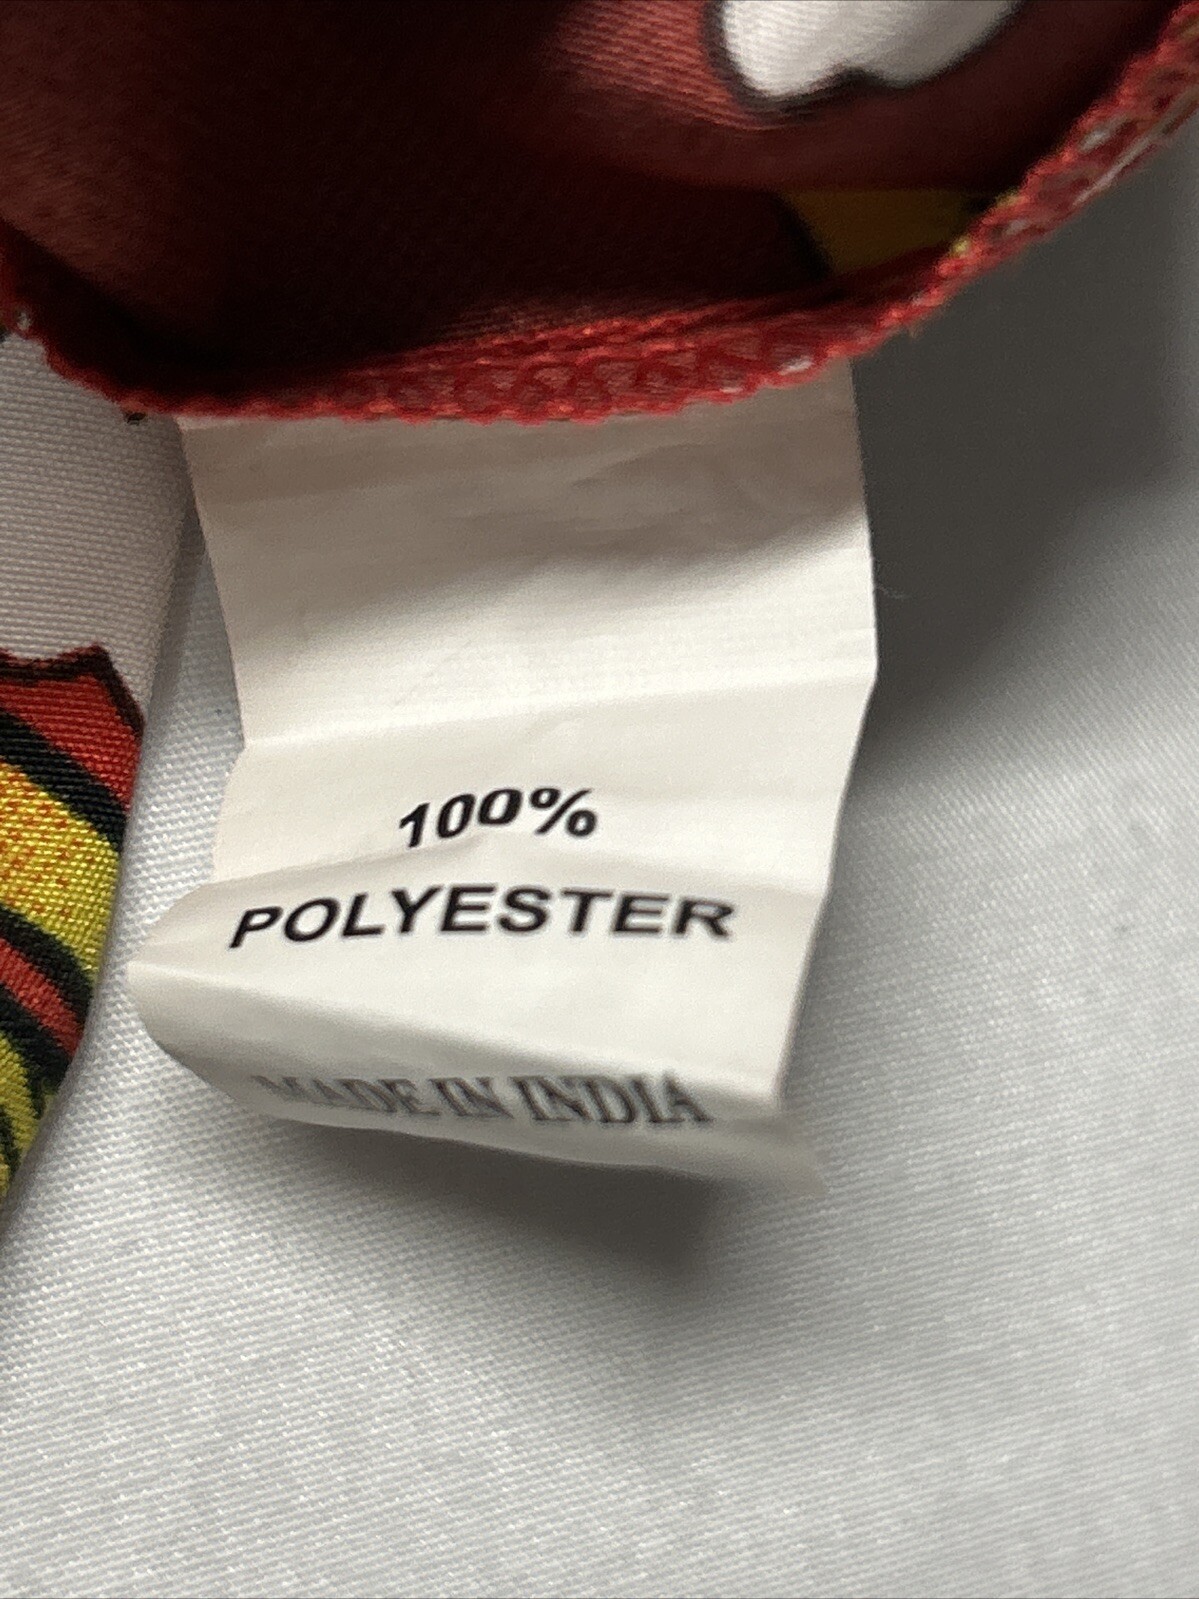 100%
POLYESTER
MADE IN INDIA